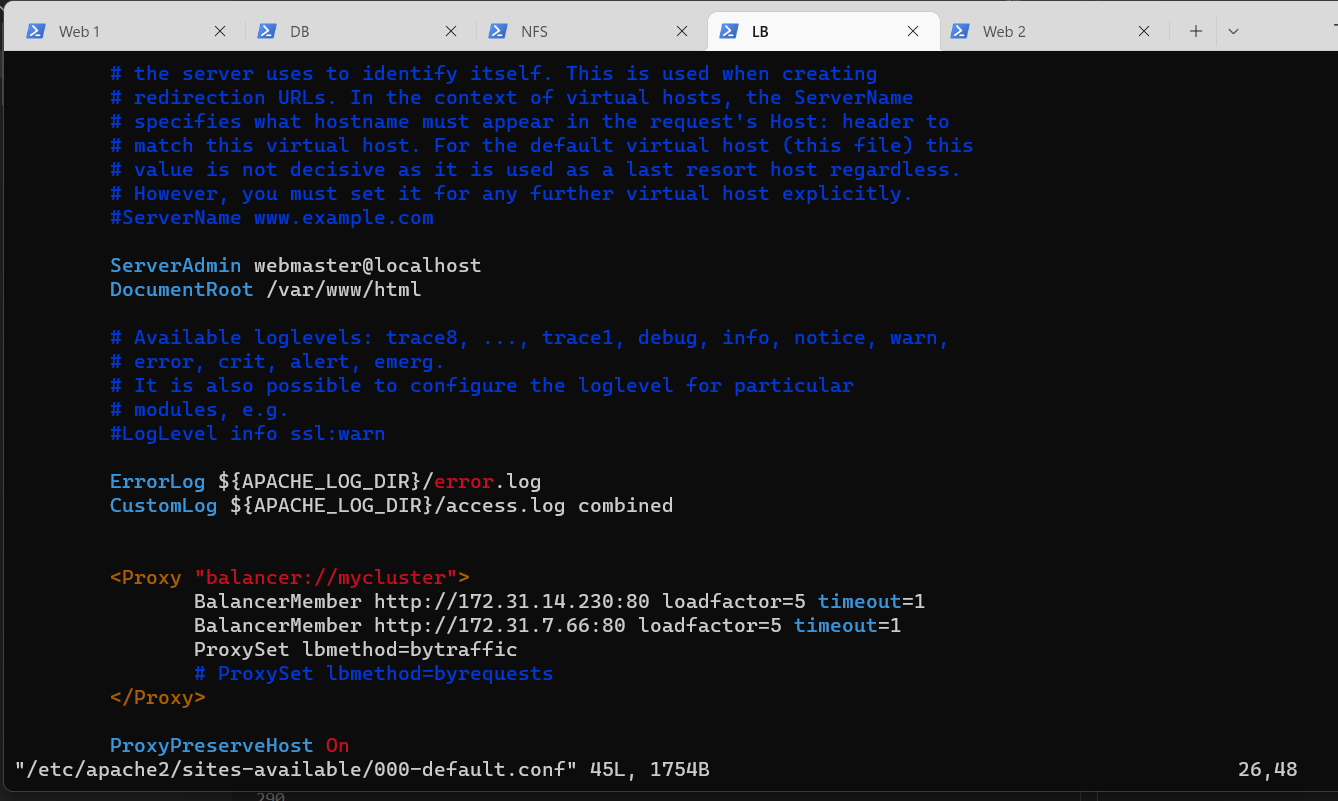 Web 1 DB NFS LB Web 2
# the server uses to identify itself. This is used when creating
# redirection URLs. In the context of virtual hosts, the ServerName
# specifies what hostname must appear in the request's Host: header to
# match this virtual host. For the default virtual host (this file) this
# value is not decisive as it is used as a last resort host regardless.
# However, you must set it for any further virtual host explicitly.
#ServerName www.example.com
ServerAdmin webmaster@localhost
DocumentRoot /var/www/html
# Available loglevels: trace8, ..., trace1, debug, info, notice, warn,
# error, crit, alert, emerg.
# It is also possible to configure the loglevel for particular
# modules, e.g.
#LogLevel info ssl:warn
ErrorLog ${APACHE_LOG_DIR}/error.log
CustomLog ${APACHE_LOG_DIR}/access.log combined
<Proxy "balancer://mycluster">
BalancerMember http://172.31.14.230:80 loadfactor=5 timeout=1
BalancerMember http://172.31.7.66:80 loadfactor=5 timeout=1
ProxySet lbmethod=bytraffic
# ProxySet lbmethod=byrequests
</Proxy>
ProxyPreserveHost On
"/etc/apache2/sites-available/000-default.conf" 45L, 1754B 26,48